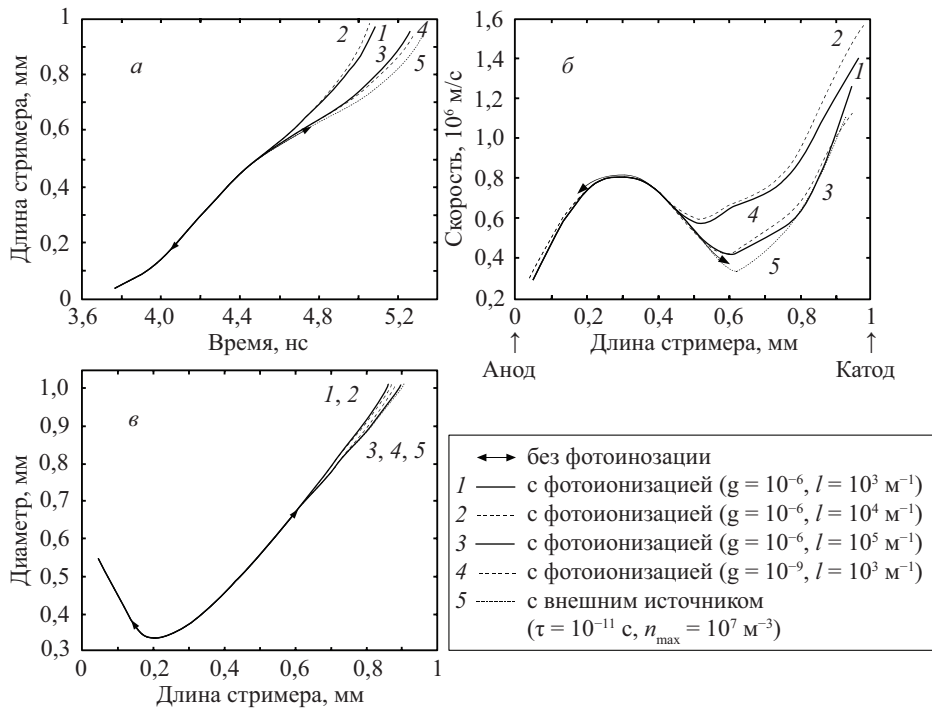 1
0,8
0,6
0,4
0,2
0
3,6 4,0 4,4 4,8 5,2
Длина стримера, мм
Время, нс
а
2 1 4
3
5
1,6
1,4
1,2
1,0
0,8
0,6
0,4
0,2
0 0,2 0,4 0,6 0,8 1
Скорость, 10⁶ м/с
б
2
1
4
3
5
↑ Длина стримера, мм ↑
Анод Катод
1,0
0,9
0,8
0,7
0,6
0,5
0,4
0,3
0 0,2 0,4 0,6 0,8 1
Диаметр, мм
Длина стримера, мм
в
1, 2
3, 4, 5
без фотоинозации
1 с фотоионизацией (g = 10⁻⁶, l = 10³ м⁻¹)
2 с фотоионизацией (g = 10⁻⁶, l = 10⁴ м⁻¹)
3 с фотоионизацией (g = 10⁻⁶, l = 10⁵ м⁻¹)
4 с фотоионизацией (g = 10⁻⁹, l = 10³ м⁻¹)
5 с внешним источником
(τ = 10⁻¹¹ с, nmax = 10⁷ м⁻³)